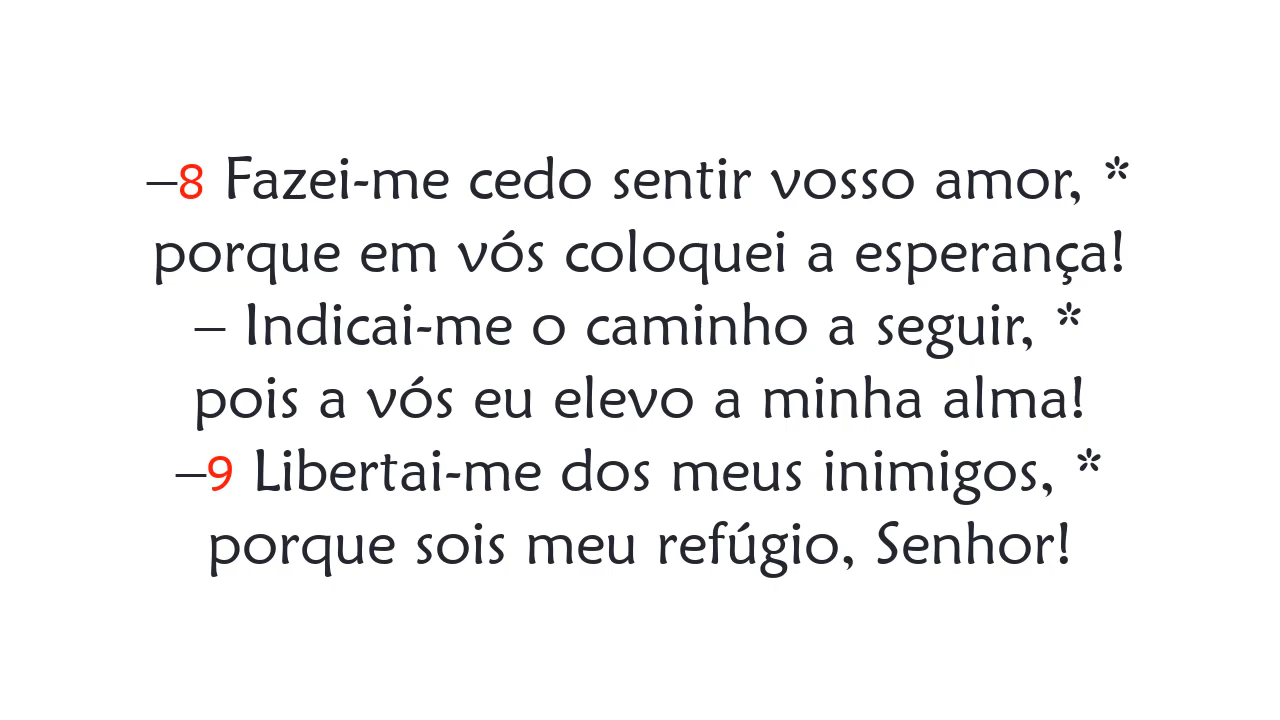 –8 Fazei-me cedo sentir vosso amor, *
porque em vós coloquei a esperança!
– Indicai-me o caminho a seguir, *
pois a vós eu elevo a minha alma!
–9 Libertai-me dos meus inimigos, *
porque sois meu refúgio, Senhor!